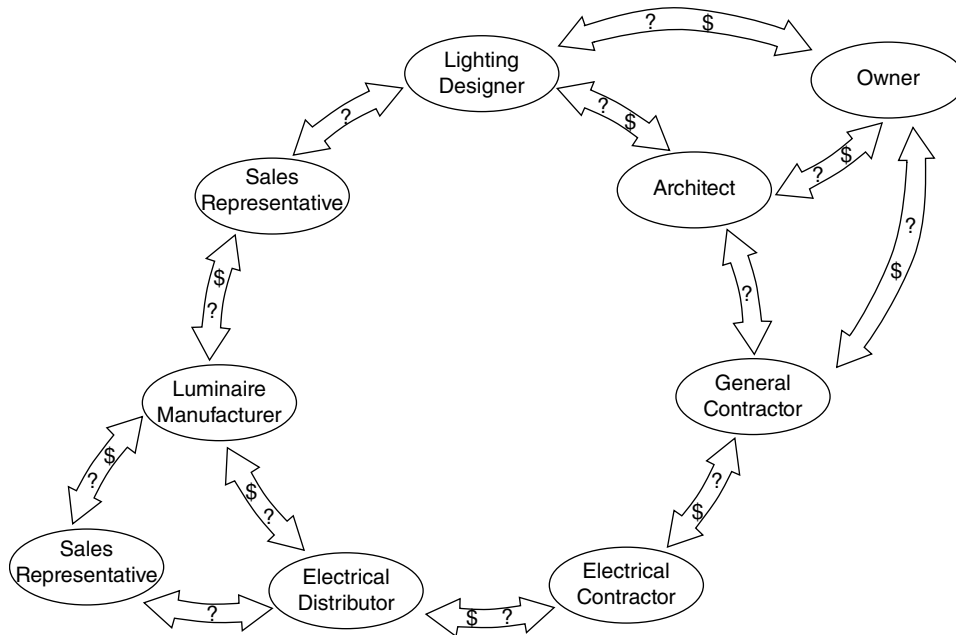 ? $
Lighting
Designer
Owner
?
? $
? $
Sales
Representative
Architect
$ ?
?
? $
Luminaire
Manufacturer
General
Contractor
$ ?
$ ?
$ ?
Sales
Representative
Electrical
Distributor
Electrical
Contractor
?
$ ?